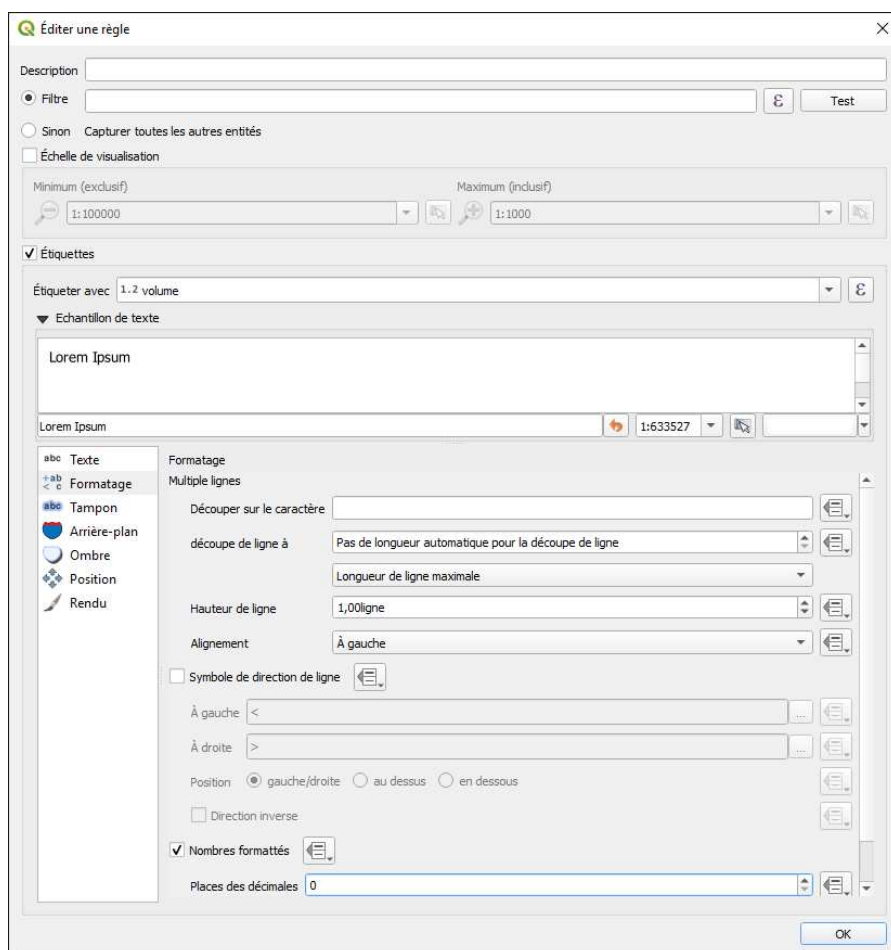 Éditer une règle
Description
Filtre
ε Test
Sinon Capturer toutes les autres entités
Échelle de visualisation
Minimum (exclusif) Maximum (inclusif)
1:100000 1:1000
Étiquettes
Étiqueter avec 1.2 volume ε
Echantillon de texte
Lorem Ipsum
Lorem Ipsum 1:633527
abc Texte
+ab < c Formatage
abc Tampon
Arrière-plan
Ombre
Position
Rendu
Formatage
Multiple lignes
Découper sur le caractère
découpe de ligne à Pas de longueur automatique pour la découpe de ligne
Longueur de ligne maximale
Hauteur de ligne 1,00ligne
Alignement À gauche
Symbole de direction de ligne
À gauche < ...
À droite > ...
Position gauche/droite au dessus en dessous
Direction inverse
Nombres formattés
Places des décimales 0
OK